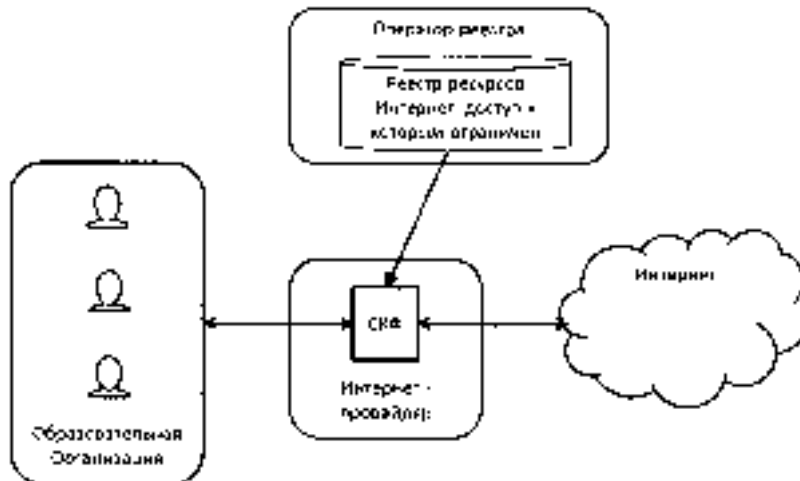 Оператор реестра
Реестр ресурсов
Интернет, доступ к
которым ограничен
Интернет
СКФ
Интернет -
провайдер
Образовательная
Организация